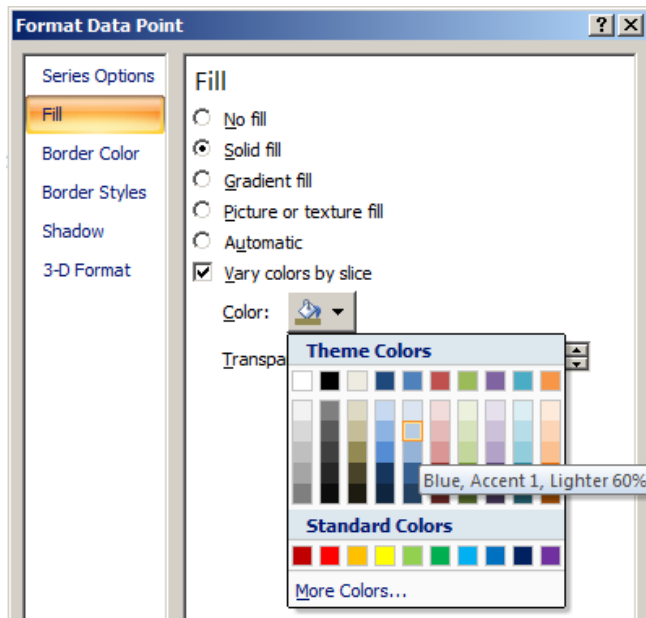 Format Data Point
Series Options
Fill
Border Color
Border Styles
Shadow
3-D Format
Fill
No fill
Solid fill
Gradient fill
Picture or texture fill
Automatic
Vary colors by slice
Color:
Transpa
Theme Colors
Blue, Accent 1, Lighter 60%
Standard Colors
More Colors...